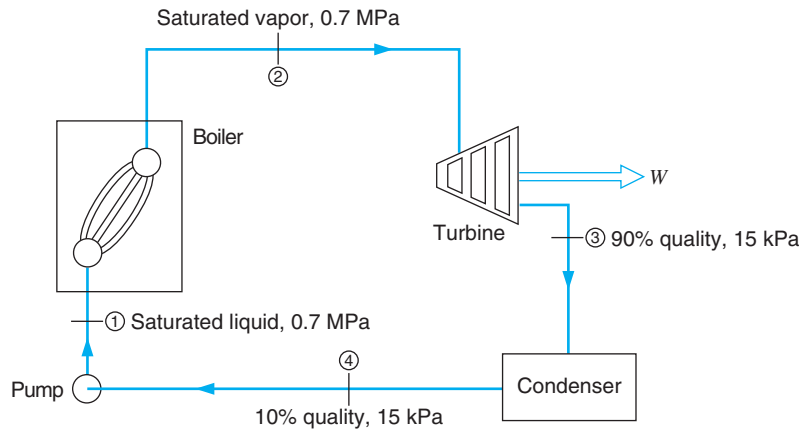 Saturated vapor, 0.7 MPa
②
Boiler
W
Turbine
③ 90% quality, 15 kPa
① Saturated liquid, 0.7 MPa
④
Pump
Condenser
10% quality, 15 kPa